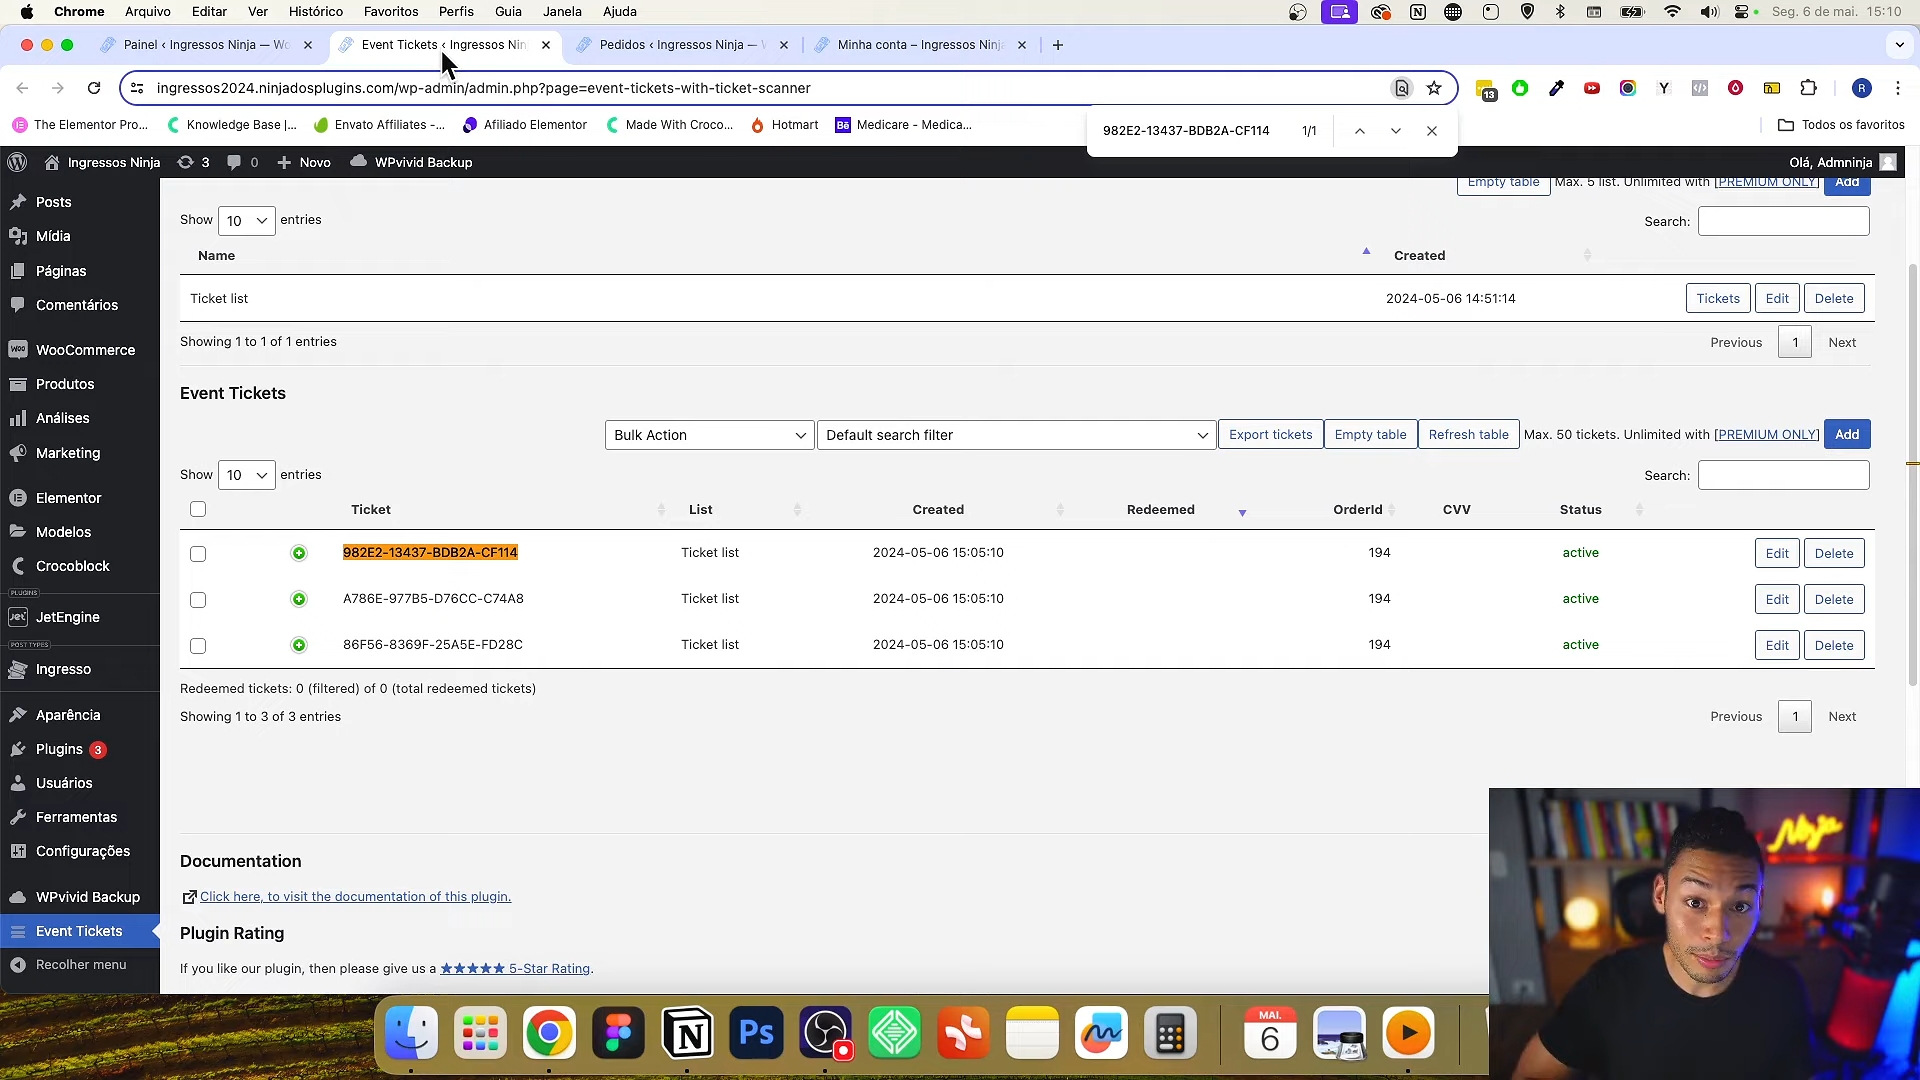 Chrome Arquivo Editar Ver Histórico Favoritos Perfis Guia Janela Ajuda Seg. 6 de mai. 15:10
Painel ‹ Ingressos Ninja — Wo Event Tickets ‹ Ingressos Nin Pedidos ‹ Ingressos Ninja — Minha conta – Ingressos Ninja
ingressos2024.ninjadosplugins.com/wp-admin/admin.php?page=event-tickets-with-ticket-scanner 13 R
The Elementor Pro... Knowledge Base |... Envato Affiliates -... Afiliado Elementor Made With Croco... Hotmart Bē Medicare - Medica... Todos os favoritos
982E2-13437-BDB2A-CF114 1/1
Ingressos Ninja 3 0 Novo WPvivid Backup Olá, Admninja
Posts
Mídia
Páginas
Comentários
WooCommerce
Produtos
Análises
Marketing
Elementor
Modelos
Crocoblock
PLUGINS
JetEngine
POST TYPES
Ingresso
Aparência
Plugins 3
Usuários
Ferramentas
Configurações
WPvivid Backup
Event Tickets
Recolher menu
Empty table Max. 5 list. Unlimited with [PREMIUM ONLY] Add
Show 10 entries Search:
Name Created
Ticket list 2024-05-06 14:51:14 Tickets Edit Delete
Showing 1 to 1 of 1 entries Previous 1 Next
Event Tickets
Bulk Action Default search filter Export tickets Empty table Refresh table Max. 50 tickets. Unlimited with [PREMIUM ONLY] Add
Show 10 entries Search:
Ticket List Created Redeemed OrderId CVV Status
982E2-13437-BDB2A-CF114 Ticket list 2024-05-06 15:05:10 194 active Edit Delete
A786E-977B5-D76CC-C74A8 Ticket list 2024-05-06 15:05:10 194 active Edit Delete
86F56-8369F-25A5E-FD28C Ticket list 2024-05-06 15:05:10 194 active Edit Delete
Redeemed tickets: 0 (filtered) of 0 (total redeemed tickets)
Showing 1 to 3 of 3 entries Previous 1 Next
Documentation
Click here, to visit the documentation of this plugin.
Plugin Rating
If you like our plugin, then please give us a ★★★★★ 5-Star Rating.
Ninja
Ps
MAI.
6